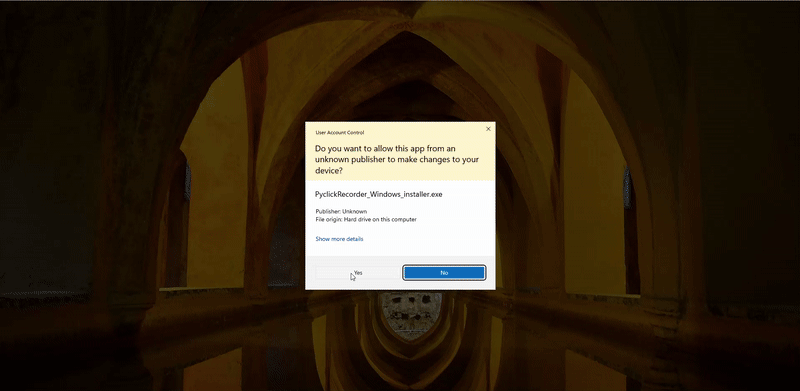 User Account Control
Do you want to allow this app from an
unknown publisher to make changes to your
device?
PyclickRecorder_Windows_installer.exe
Publisher: Unknown
File origin: Hard drive on this computer
Show more details
Yes
No